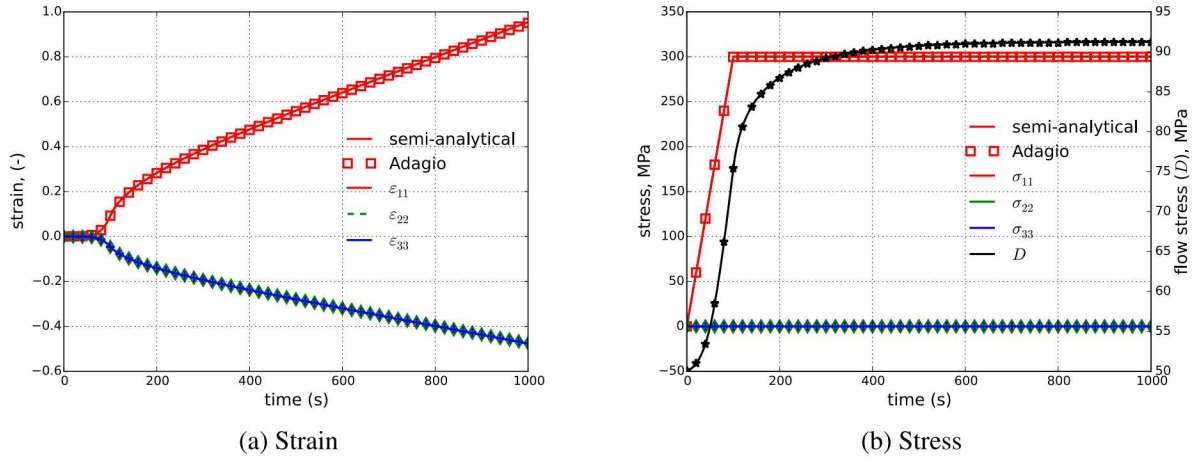 1.0
0.8
0.6
0.4
0.2
0.0
−0.2
−0.4
−0.6
strain, (-)
semi-analytical
Adagio
ε₁₁
ε₂₂
ε₃₃
0 200 400 600 800 1000
time (s)
(a) Strain
350
300
250
200
150
100
50
0
−50
stress, MPa
semi-analytical
Adagio
σ₁₁
σ₂₂
σ₃₃
D
95
90
85
80
75
70
65
60
55
50
flow stress (D), MPa
0 200 400 600 800 1000
time (s)
(b) Stress